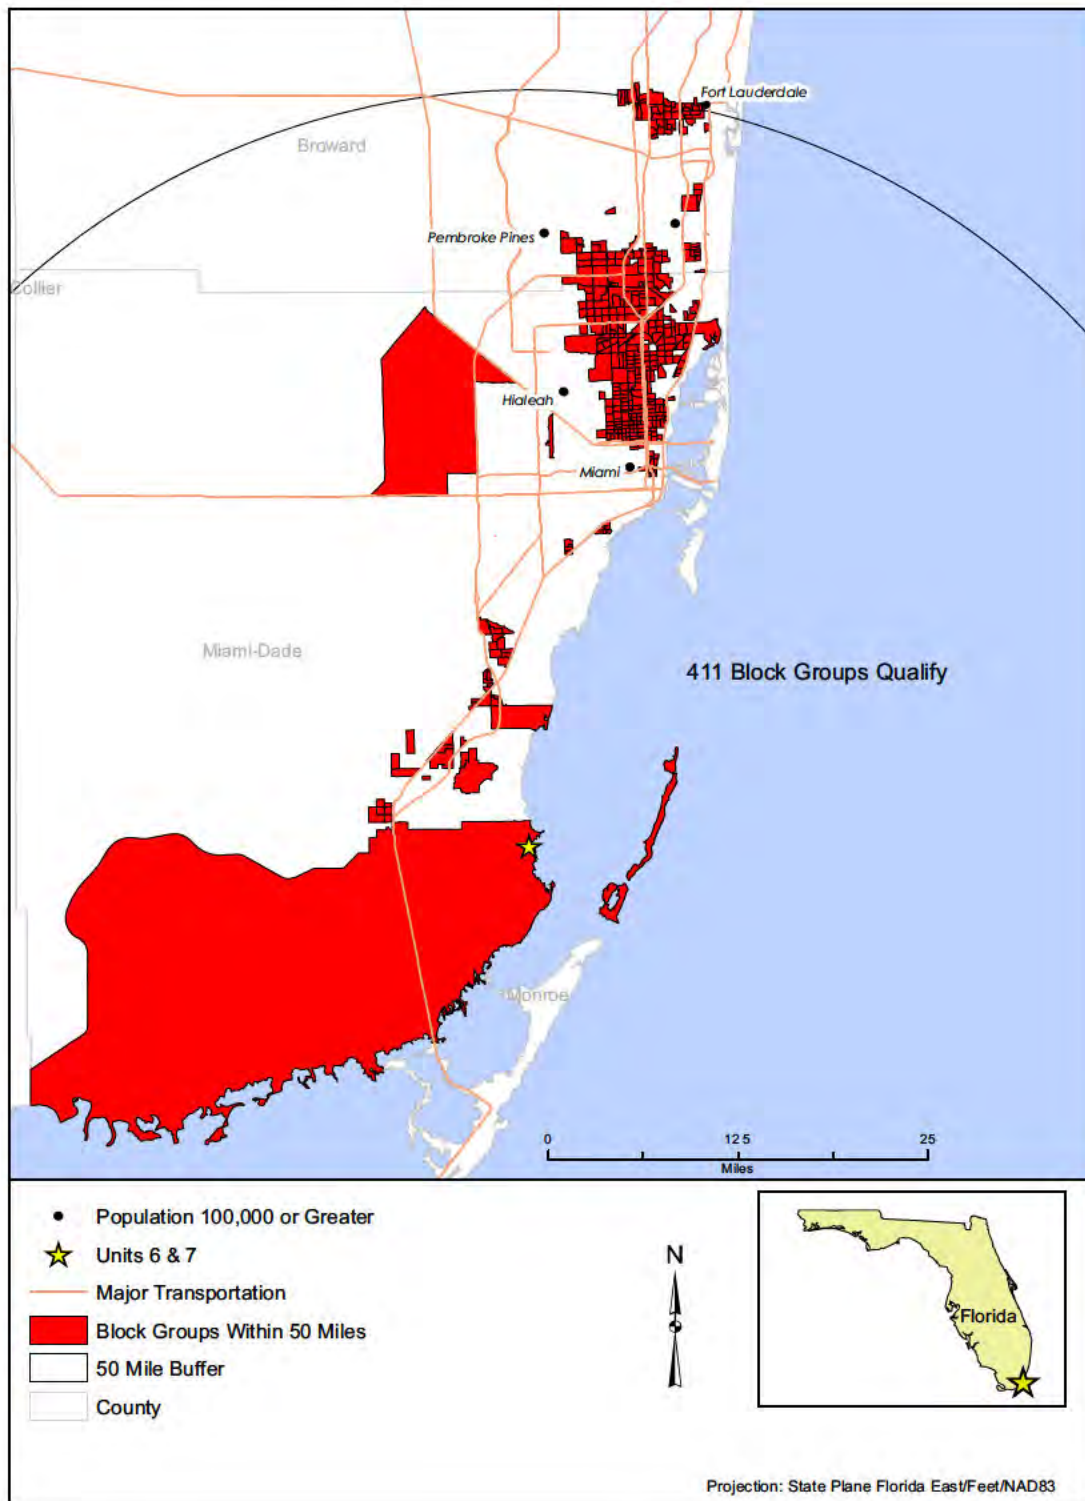 Fort Lauderdale
Broward
Pembroke Pines
Collier
Hialeah
Miami
Miami-Dade
411 Block Groups Qualify
Monroe
0 12 5 25
Miles
Population 100,000 or Greater
Units 6 & 7
Major Transportation
Block Groups Within 50 Miles
50 Mile Buffer
County
N
Florida
Projection: State Plane Florida East/Feet/NAD83